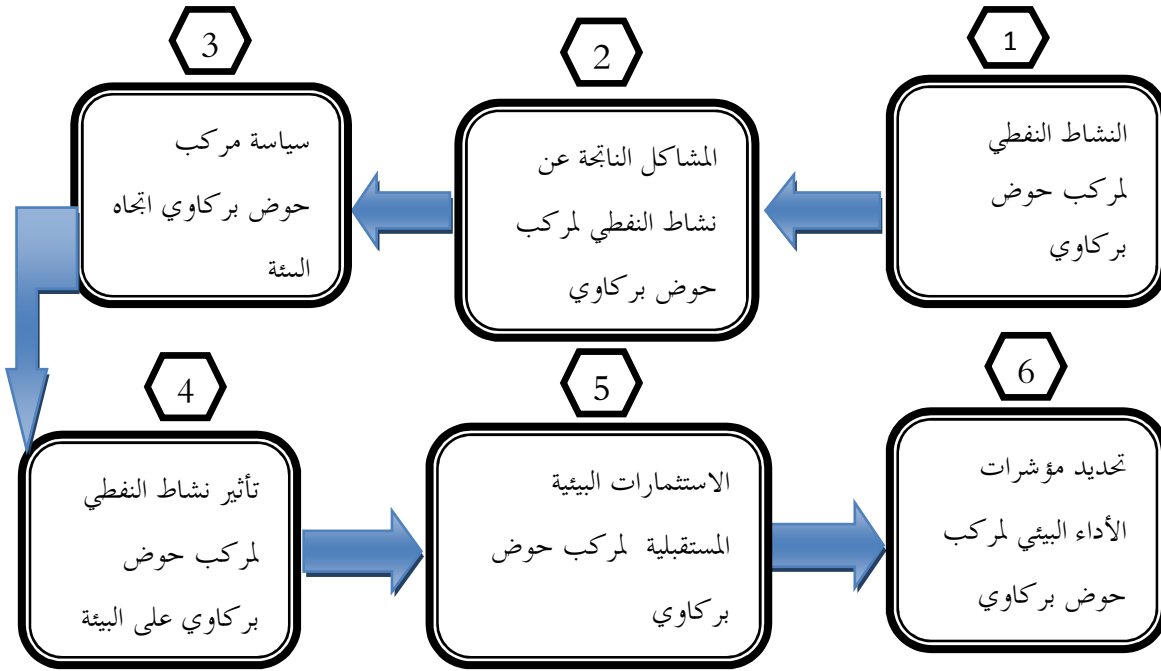 1
النشاط النفطي
لمركب حوض
بركاوي
2
المشاكل الناتجة عن
نشاط النفطي لمركب
حوض بركاوي
3
سياسة مركب
حوض بركاوي اتجاه
البيئة
4
تأثير نشاط النفطي
لمركب حوض
بركاوي على البيئة
5
الاستثمارات البيئية
المستقبلية لمركب حوض
بركاوي
6
تحديد مؤشرات
الأداء البيئي لمركب
حوض بركاوي